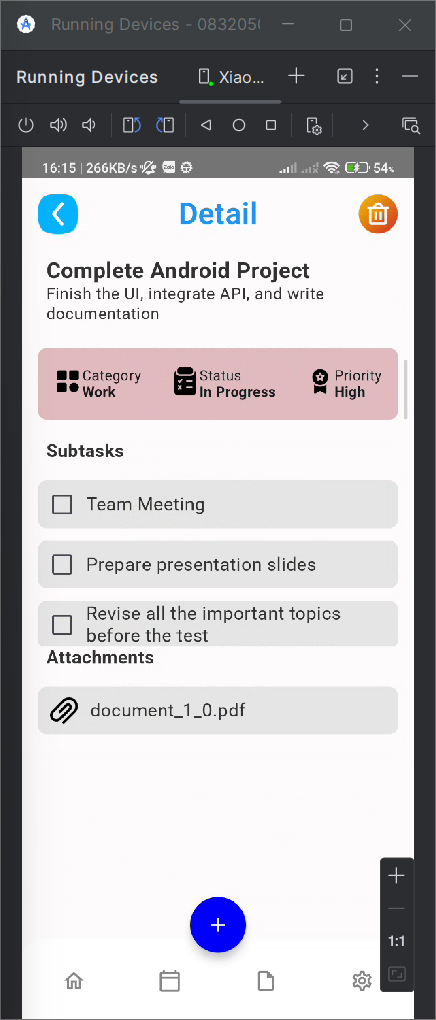 Running Devices - 083205(
Running Devices
Xiao...
16:15 | 266KB/s
Zalo
54%
Detail
Complete Android Project
Finish the UI, integrate API, and write
documentation
Category
Work
Status
In Progress
Priority
High
Subtasks
Team Meeting
Prepare presentation slides
Revise all the important topics
before the test
Attachments
document_1_0.pdf
1:1